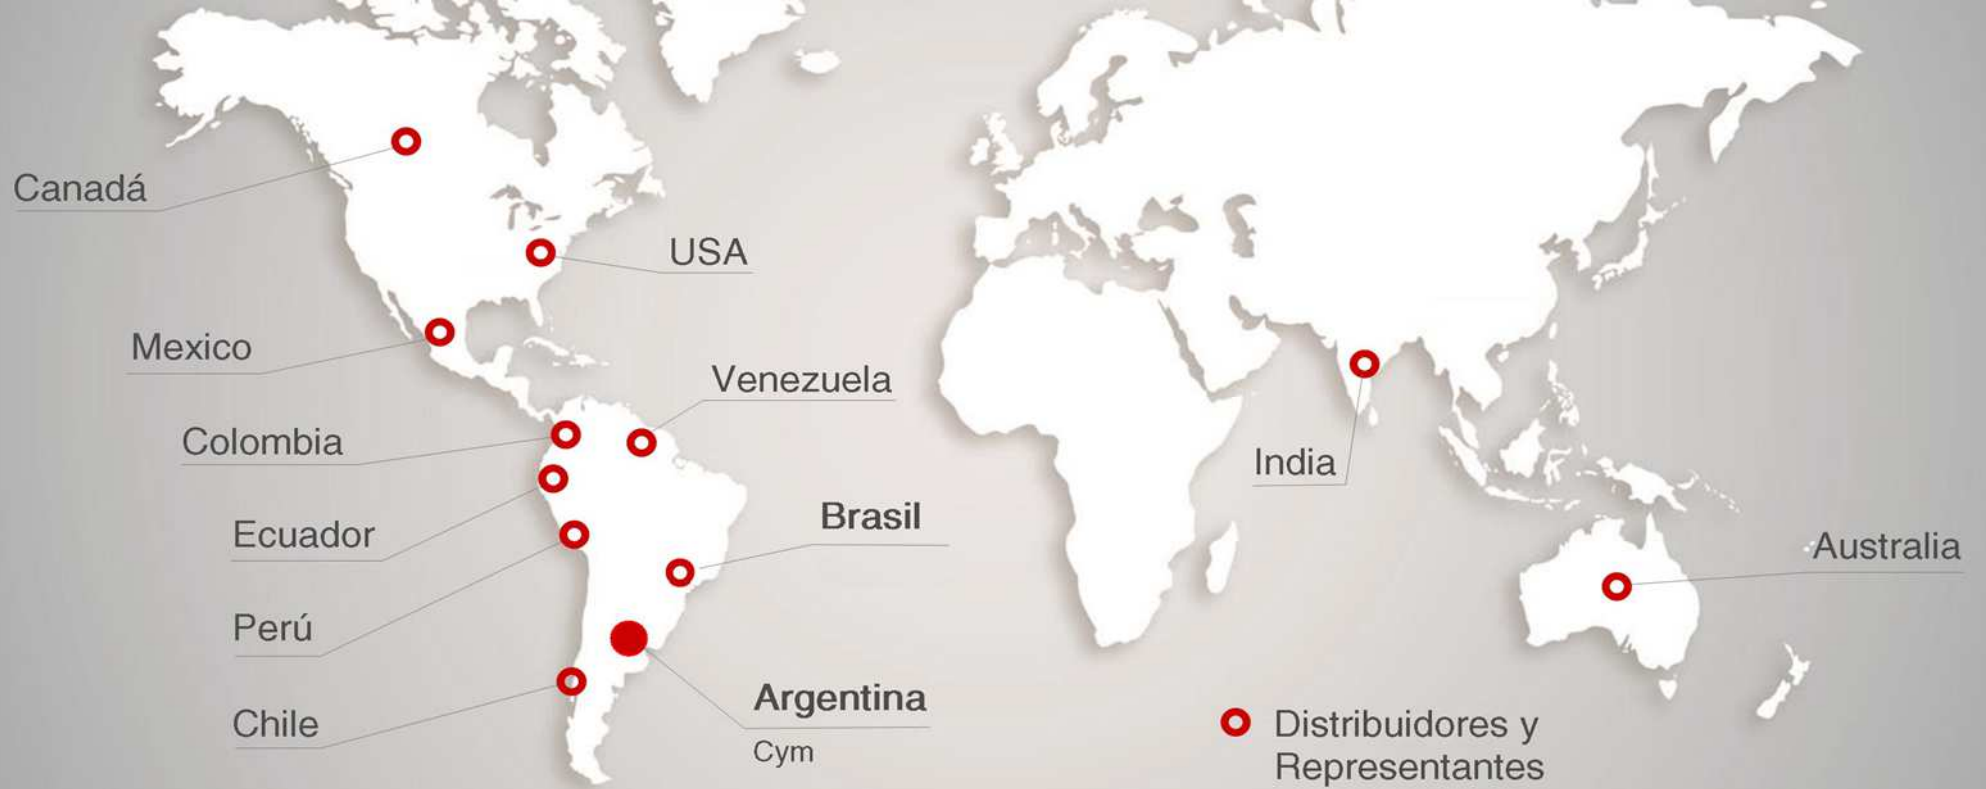 Canadá
USA
Mexico
Venezuela
Colombia
India
Brasil
Ecuador
Australia
Perú
Argentina
Cym
Chile
Distribuidores y
Representantes